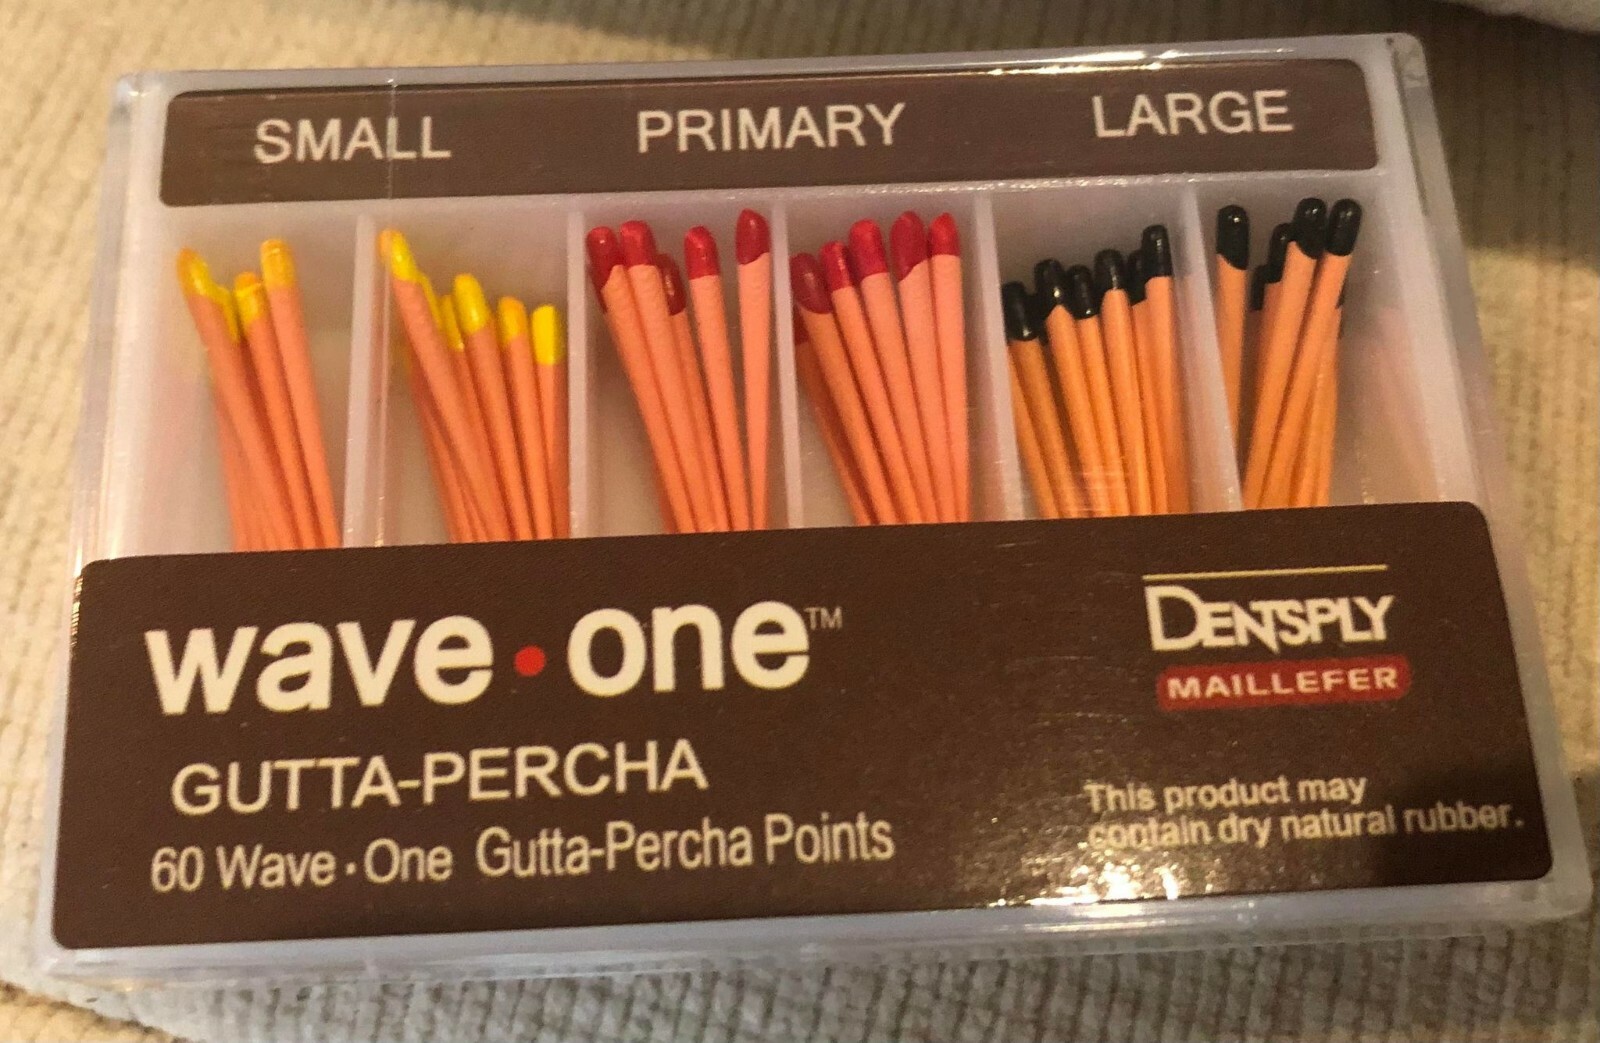 SMALL PRIMARY LARGE
wave•one™
GUTTA-PERCHA
60 Wave•One Gutta-Percha Points
DENTSPLY
MAILLEFER
This product may
contain dry natural rubber.